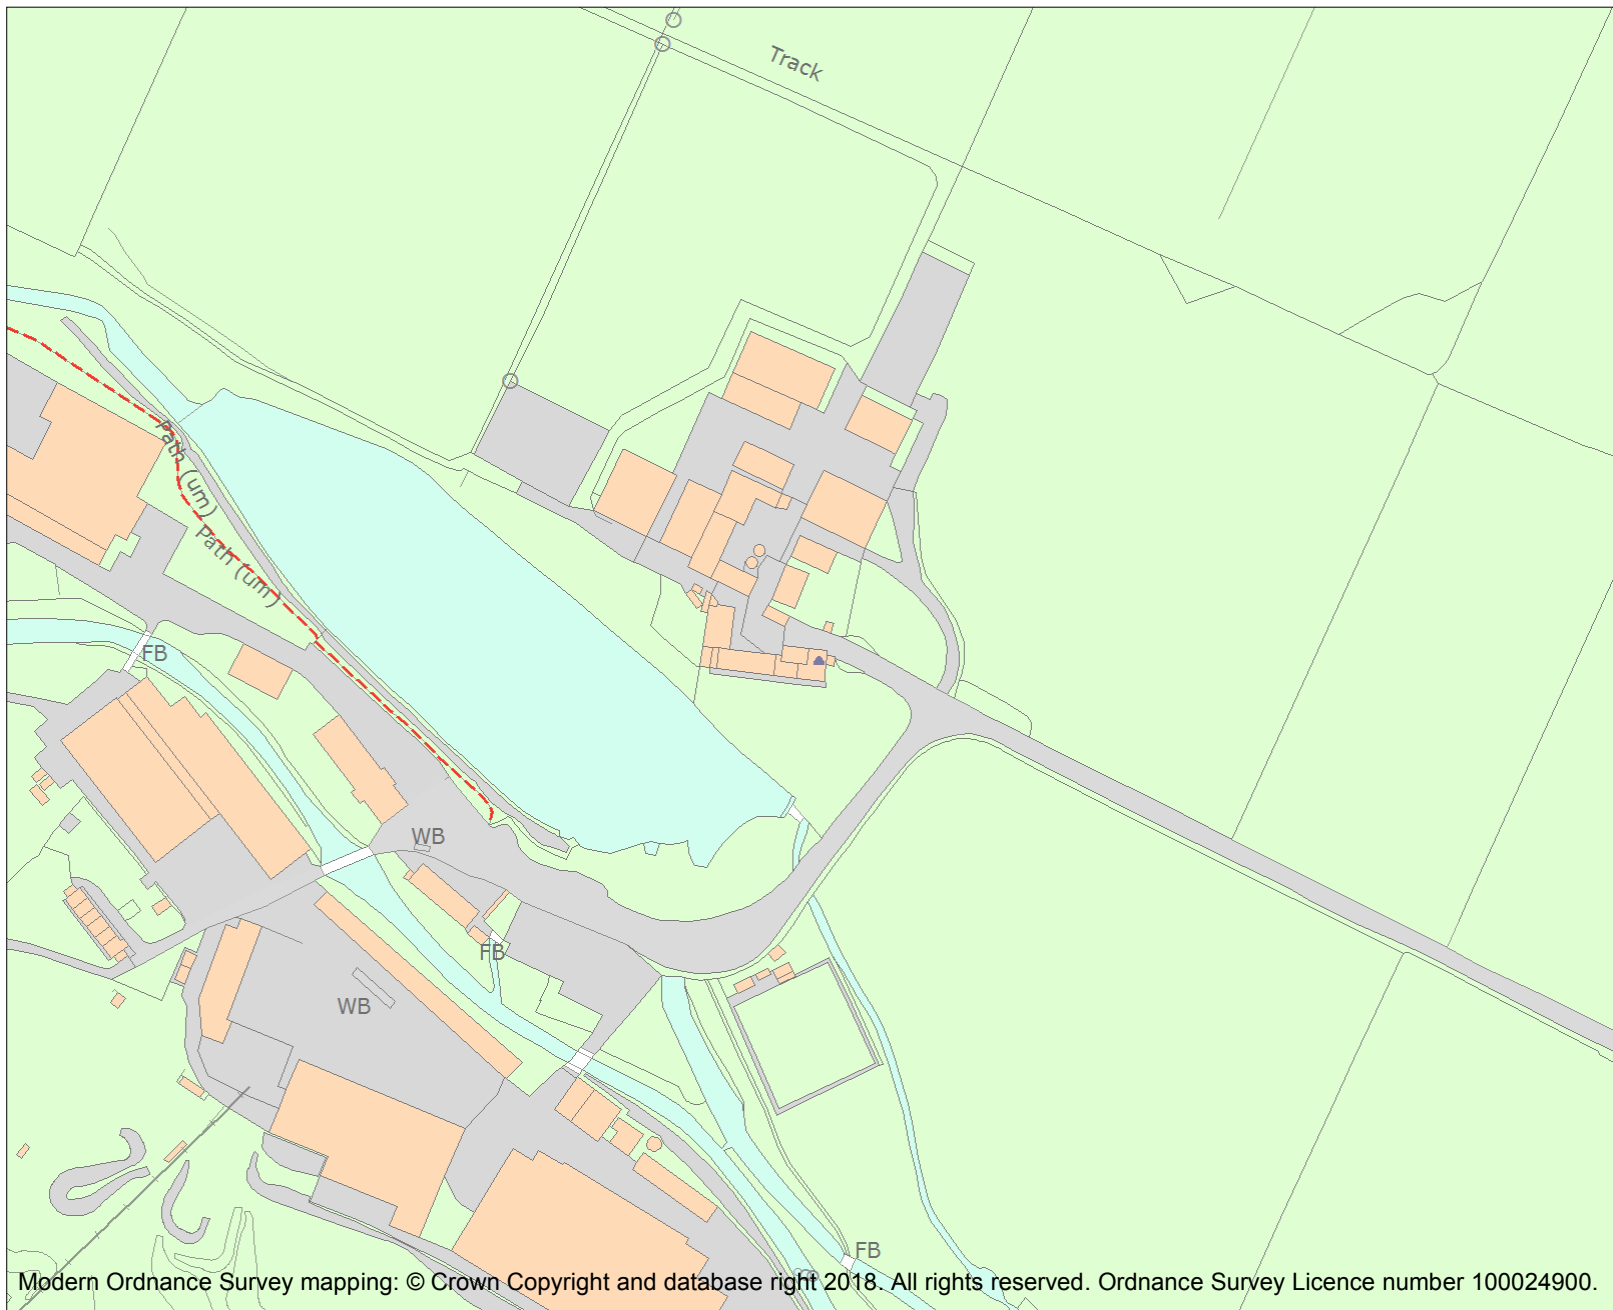 Track
Path (um)
Path (um)
FB
WB
FB
WB
FB
Modern Ordnance Survey mapping: © Crown Copyright and database right 2018. All rights reserved. Ordnance Survey Licence number 100024900.